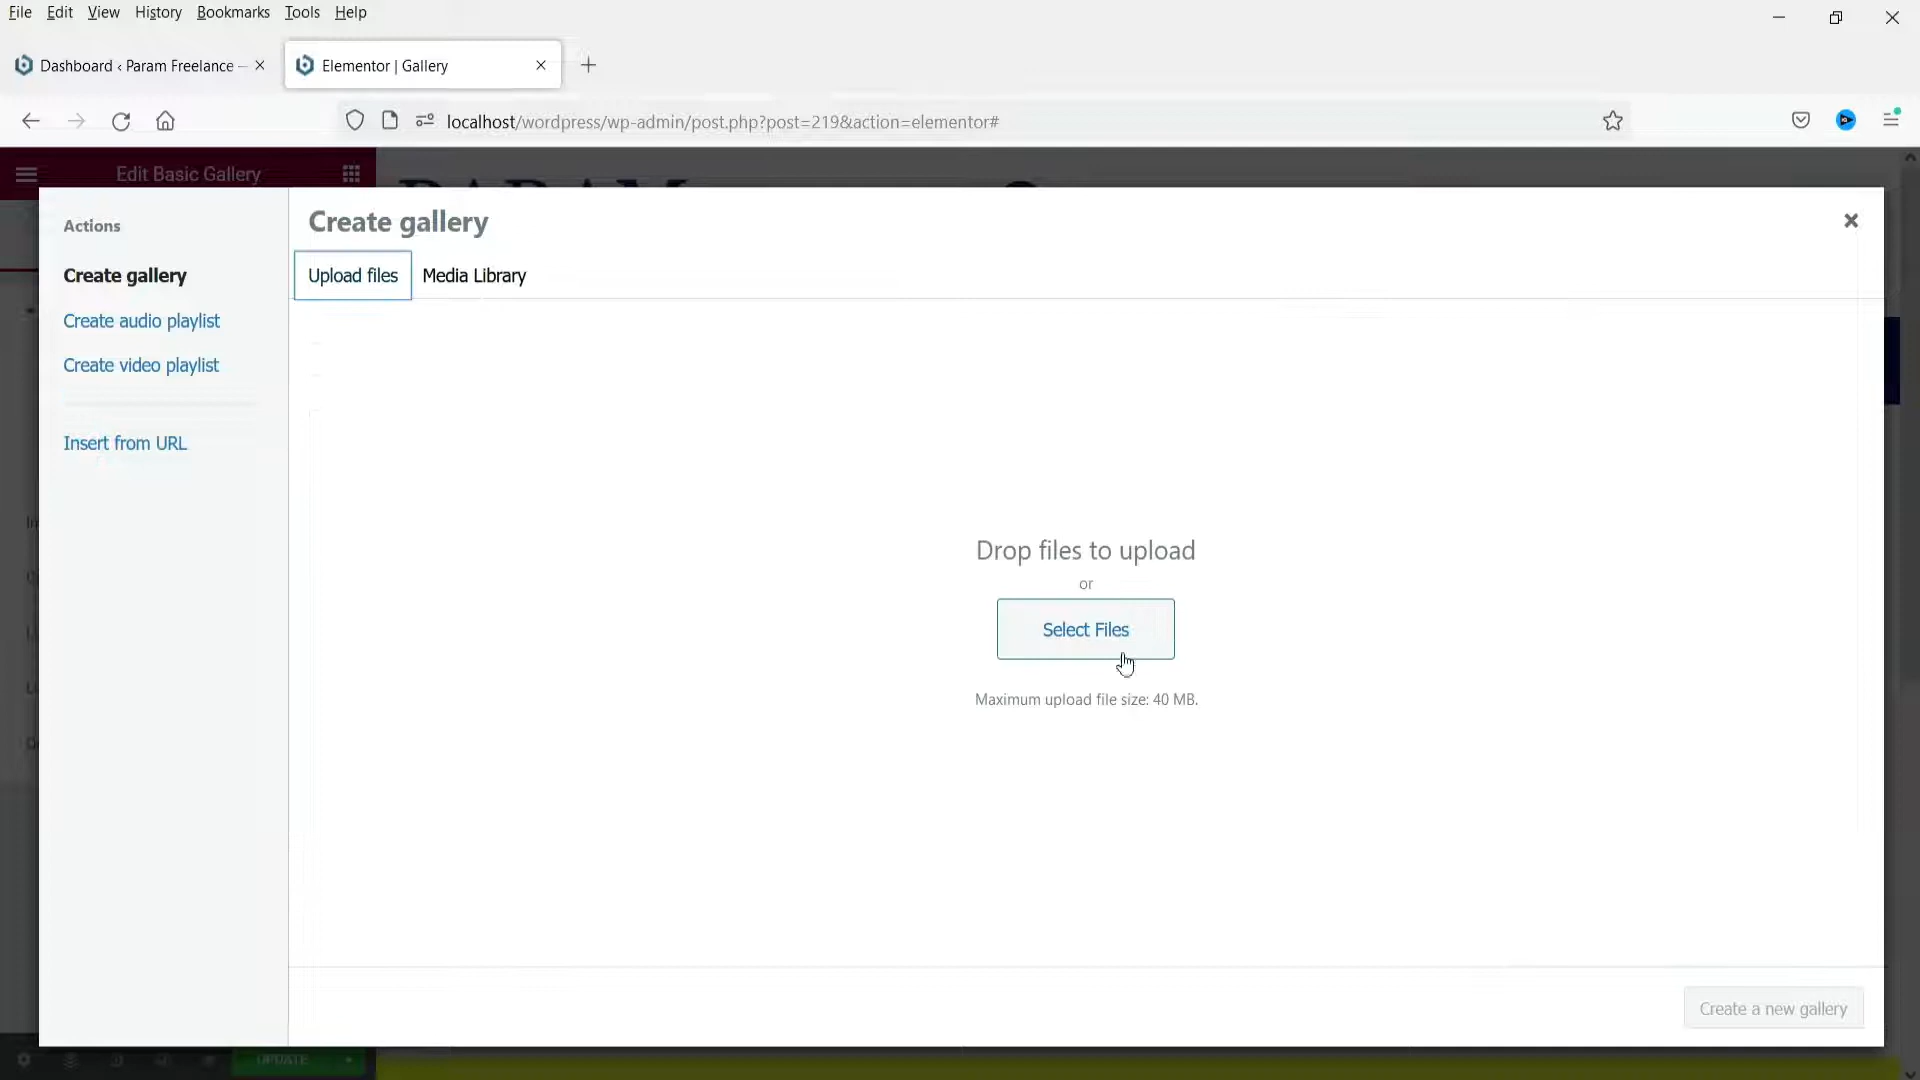 File Edit View History Bookmarks Tools Help
Dashboard ‹ Param Freelance —
Elementor | Gallery
localhost/wordpress/wp-admin/post.php?post=219&action=elementor#
Edit Basic Gallery
Actions
Create gallery
Create audio playlist
Create video playlist
Insert from URL
Create gallery
Upload files
Media Library
Drop files to upload
or
Select Files
Maximum upload file size: 40 MB.
Create a new gallery
UPDATE